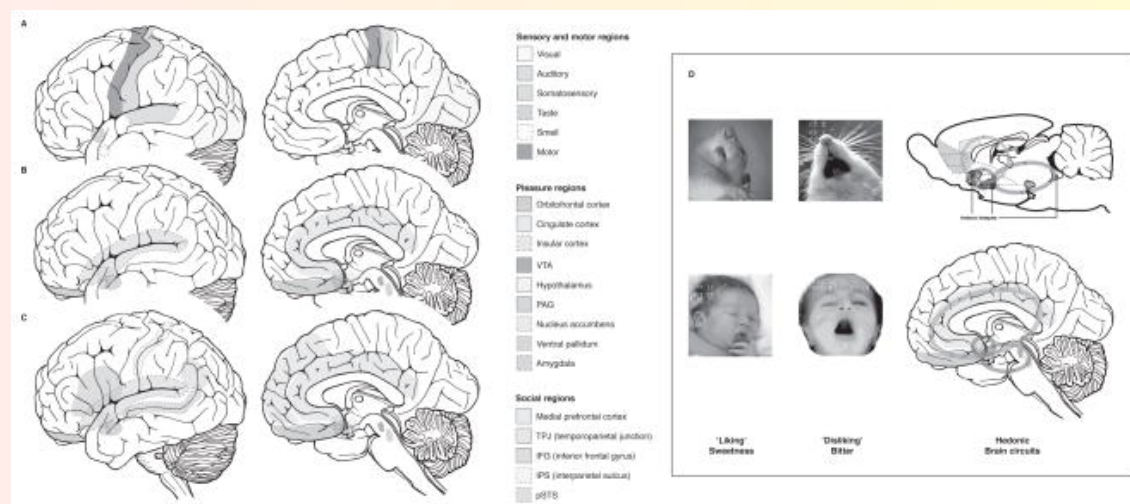 A
B
C
Sensory and motor regions
Visual
Auditory
Somatosensory
Taste
Smell
Motor
Pleasure regions
Orbitofrontal cortex
Cingulate cortex
Insular cortex
VTA
Hypothalamus
PAG
Nucleus accumbens
Ventral pallidum
Amygdala
Social regions
Medial prefrontal cortex
TPJ (temporoparietal junction)
IFG (inferior frontal gyrus)
IPS (interparietal sulcus)
pSTS
D
'Liking'
Sweetness
'Disliking'
Bitter
Hedonic
Brain circuits